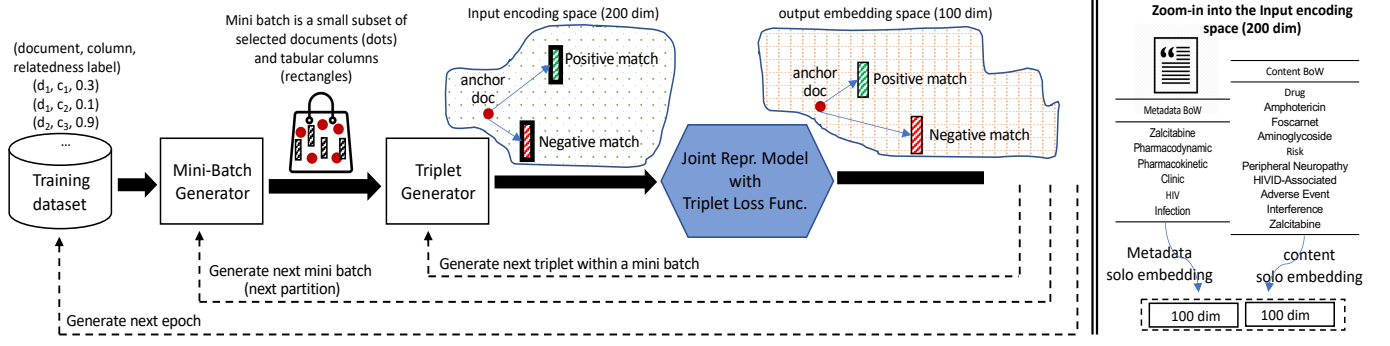 (document, column,
relatedness label)
(d1, c1, 0.3)
(d1, c2, 0.1)
(d2, c3, 0.9)
...
Training
dataset
Mini-Batch
Generator
Mini batch is a small subset of
selected documents (dots)
and tabular columns
(rectangles)
Triplet
Generator
Input encoding space (200 dim)
anchor
doc
Positive match
Negative match
Joint Repr. Model
with
Triplet Loss Func.
output embedding space (100 dim)
anchor
doc
Positive match
Negative match
Generate next triplet within a mini batch
Generate next mini batch
(next partition)
Generate next epoch
Zoom-in into the Input encoding
space (200 dim)
Metadata BoW
Zalcitabine
Pharmacodynamic
Pharmacokinetic
Clinic
HIV
Infection
Content BoW
Drug
Amphotericin
Foscarnet
Aminoglycoside
Risk
Peripheral Neuropathy
HIVID-Associated
Adverse Event
Interference
Zalcitabine
Metadata
solo embedding
content
solo embedding
100 dim
100 dim